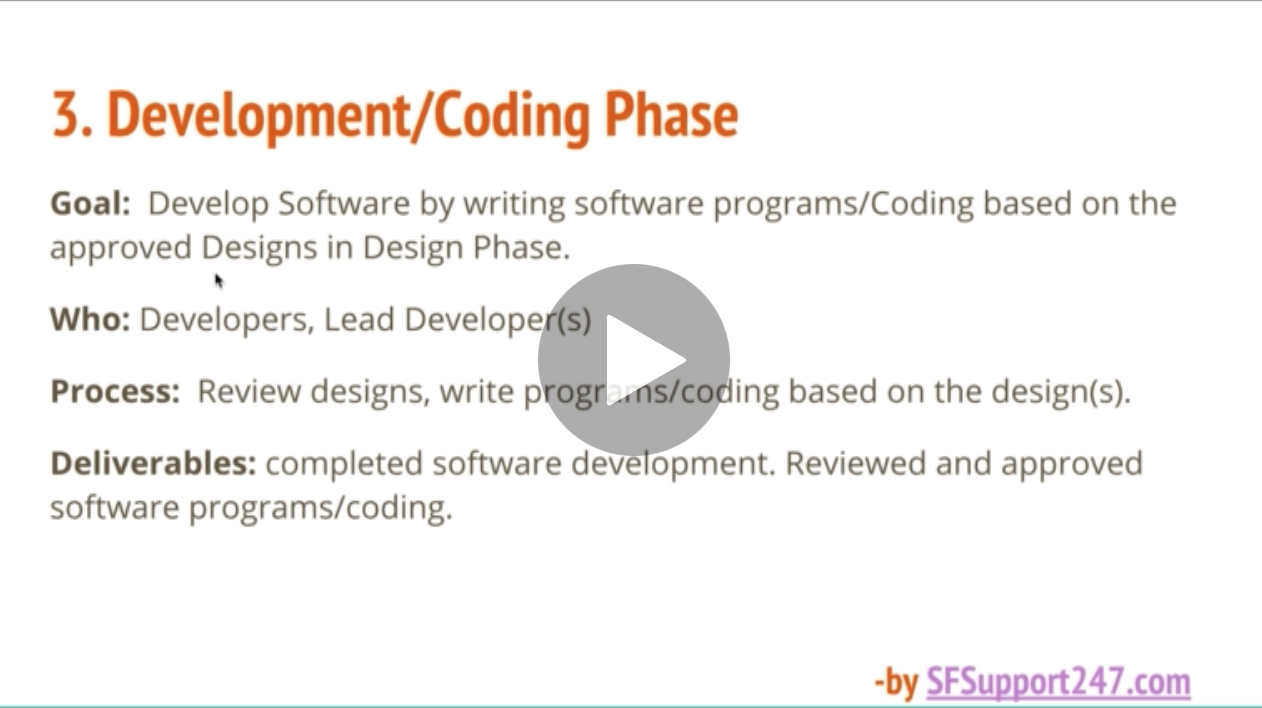 3. Development/Coding Phase
Goal: Develop Software by writing software programs/Coding based on the
approved Designs in Design Phase.
Who: Developers, Lead Developer(s)
Process: Review designs, write programs/coding based on the design(s).
Deliverables: completed software development. Reviewed and approved
software programs/coding.
-by SFSupport247.com